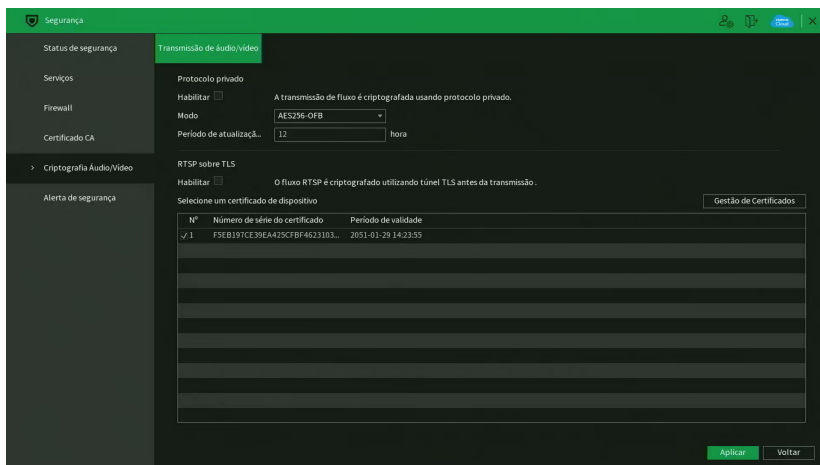 Segurança
Cloud
Status de segurança
Serviços
Firewall
Certificado CA
> Criptografia Áudio/Vídeo
Alerta de segurança
Transmissão de áudio/vídeo
Protocolo privado
Habilitar A transmissão de fluxo é criptografada usando protocolo privado.
Modo AES256-OFB
Período de atualizaçã... 12 hora
RTSP sobre TLS
Habilitar O fluxo RTSP é criptografado utilizando túnel TLS antes da transmissão .
Selecione um certificado de dispositivo Gestão de Certificados
Nº Número de série do certificado Período de validade
1 F5EB197CE39EA425CFBF4623103... 2051-01-29 14:23:55
Aplicar Voltar